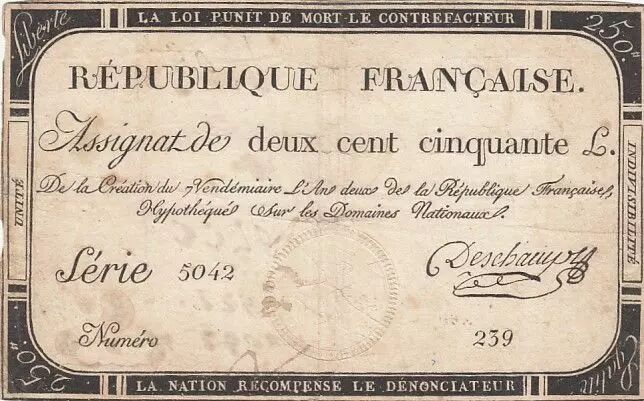 LA LOI PUNIT DE MORT LE CONTREFACTEUR
Liberté
250.tt
RÉPUBLIQUE FRANÇAISE.
Assignat de deux cent cinquante L.
De la Création du 7 Vendémiaire L'An deux de la République Française,
Hypothéqué Sur les Domaines Nationaux.
UNITÉ
INDIVISIBILITÉ
Série 5042
Deschamps
Numéro 239
250.tt
Egalité
LA NATION RÉCOMPENSE LE DÉNONCIATEUR